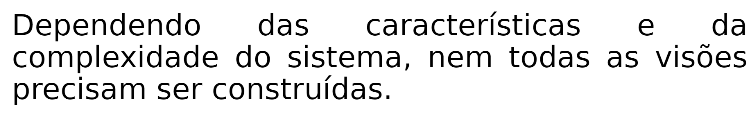 Dependendo das características e da
complexidade do sistema, nem todas as visões
precisam ser construídas.